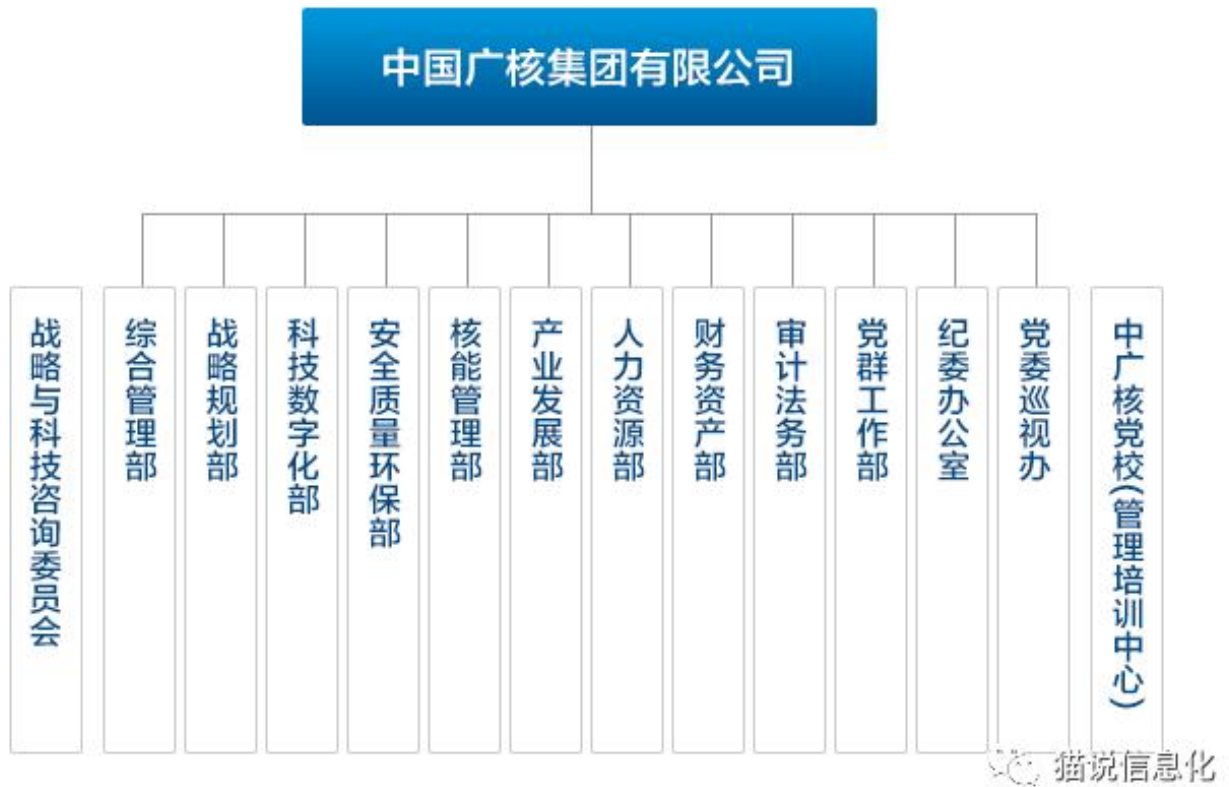 中国广核集团有限公司
战略与科技咨询委员会
综合管理部
战略规划部
科技数字化部
安全质量环保部
核能管理部
产业发展部
人力资源部
财务资产部
审计法务部
党群工作部
纪委办公室
党委巡视办
中广核党校(管理培训中心)
猫说信息化